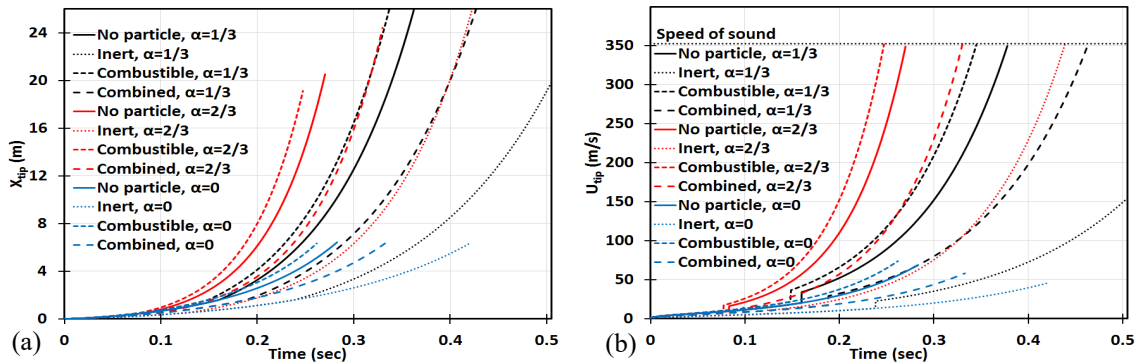 24
20
16
12
8
4
0
X_tip (m)
No particle, α=1/3
Inert, α=1/3
Combustible, α=1/3
Combined, α=1/3
No particle, α=2/3
Inert, α=2/3
Combustible, α=2/3
Combined, α=2/3
No particle, α=0
Inert, α=0
Combustible, α=0
Combined, α=0
0 0.1 0.2 0.3 0.4 0.5
Time (sec)
(a)
Speed of sound
350
300
250
200
150
100
50
0
U_tip (m/s)
No particle, α=1/3
Inert, α=1/3
Combustible, α=1/3
Combined, α=1/3
No particle, α=2/3
Inert, α=2/3
Combustible, α=2/3
Combined, α=2/3
No particle, α=0
Inert, α=0
Combustible, α=0
Combined, α=0
0 0.1 0.2 0.3 0.4 0.5
Time (sec)
(b)